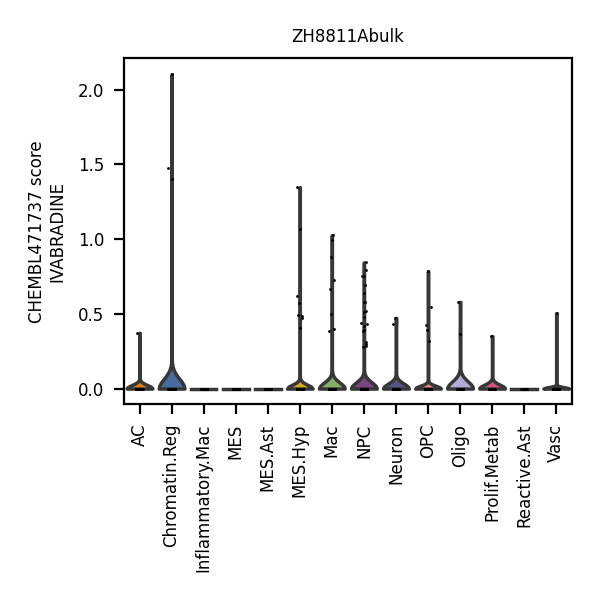 ZH8811Abulk
CHEMBL471737 score
IVABRADINE
2.0
1.5
1.0
0.5
0.0
AC
Chromatin.Reg
Inflammatory.Mac
MES
MES.Ast
MES.Hyp
Mac
NPC
Neuron
OPC
Oligo
Prolif.Metab
Reactive.Ast
Vasc